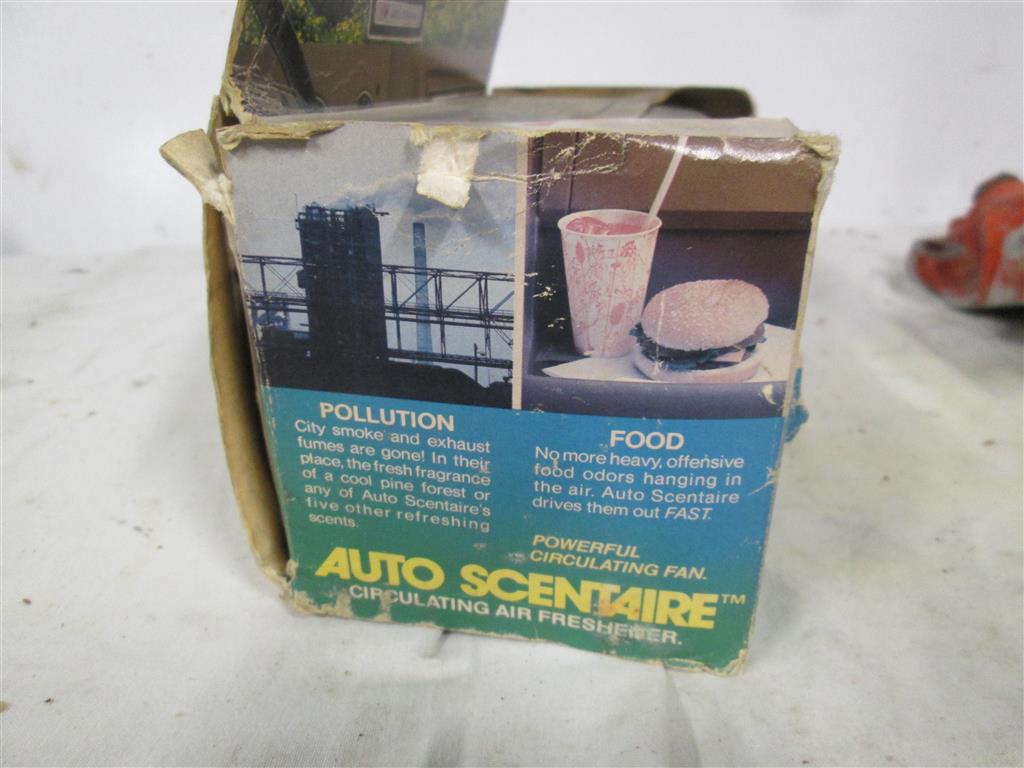 POLLUTION
City smoke and exhaust
fumes are gone! In their
place, the fresh fragrance
of a cool pine forest or
any of Auto Scentaire's
five other refreshing
scents.
FOOD
No more heavy, offensive
food odors hanging in
the air. Auto Scentaire
drives them out FAST.
POWERFUL
CIRCULATING FAN.
AUTO SCENTAIRE™
CIRCULATING AIR FRESHENER.